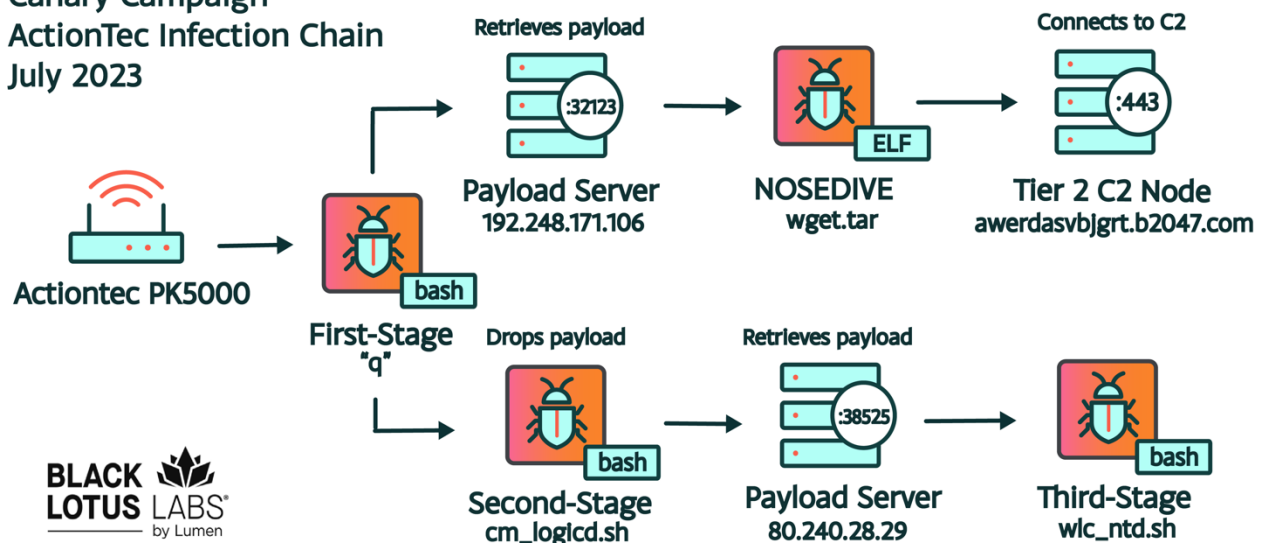 Canary Campaign
ActionTec Infection Chain
July 2023
Retrieves payload
:32123
Payload Server
192.248.171.106
ELF
NOSEDIVE
wget.tar
Connects to C2
:443
Tier 2 C2 Node
awerdasvbjgrt.b2047.com
Actiontec PK5000
bash
First-Stage
"q"
Drops payload
bash
Second-Stage
cm_logicd.sh
Retrieves payload
:38525
Payload Server
80.240.28.29
bash
Third-Stage
wlc_ntd.sh
BLACK
LOTUS LABS®
by Lumen